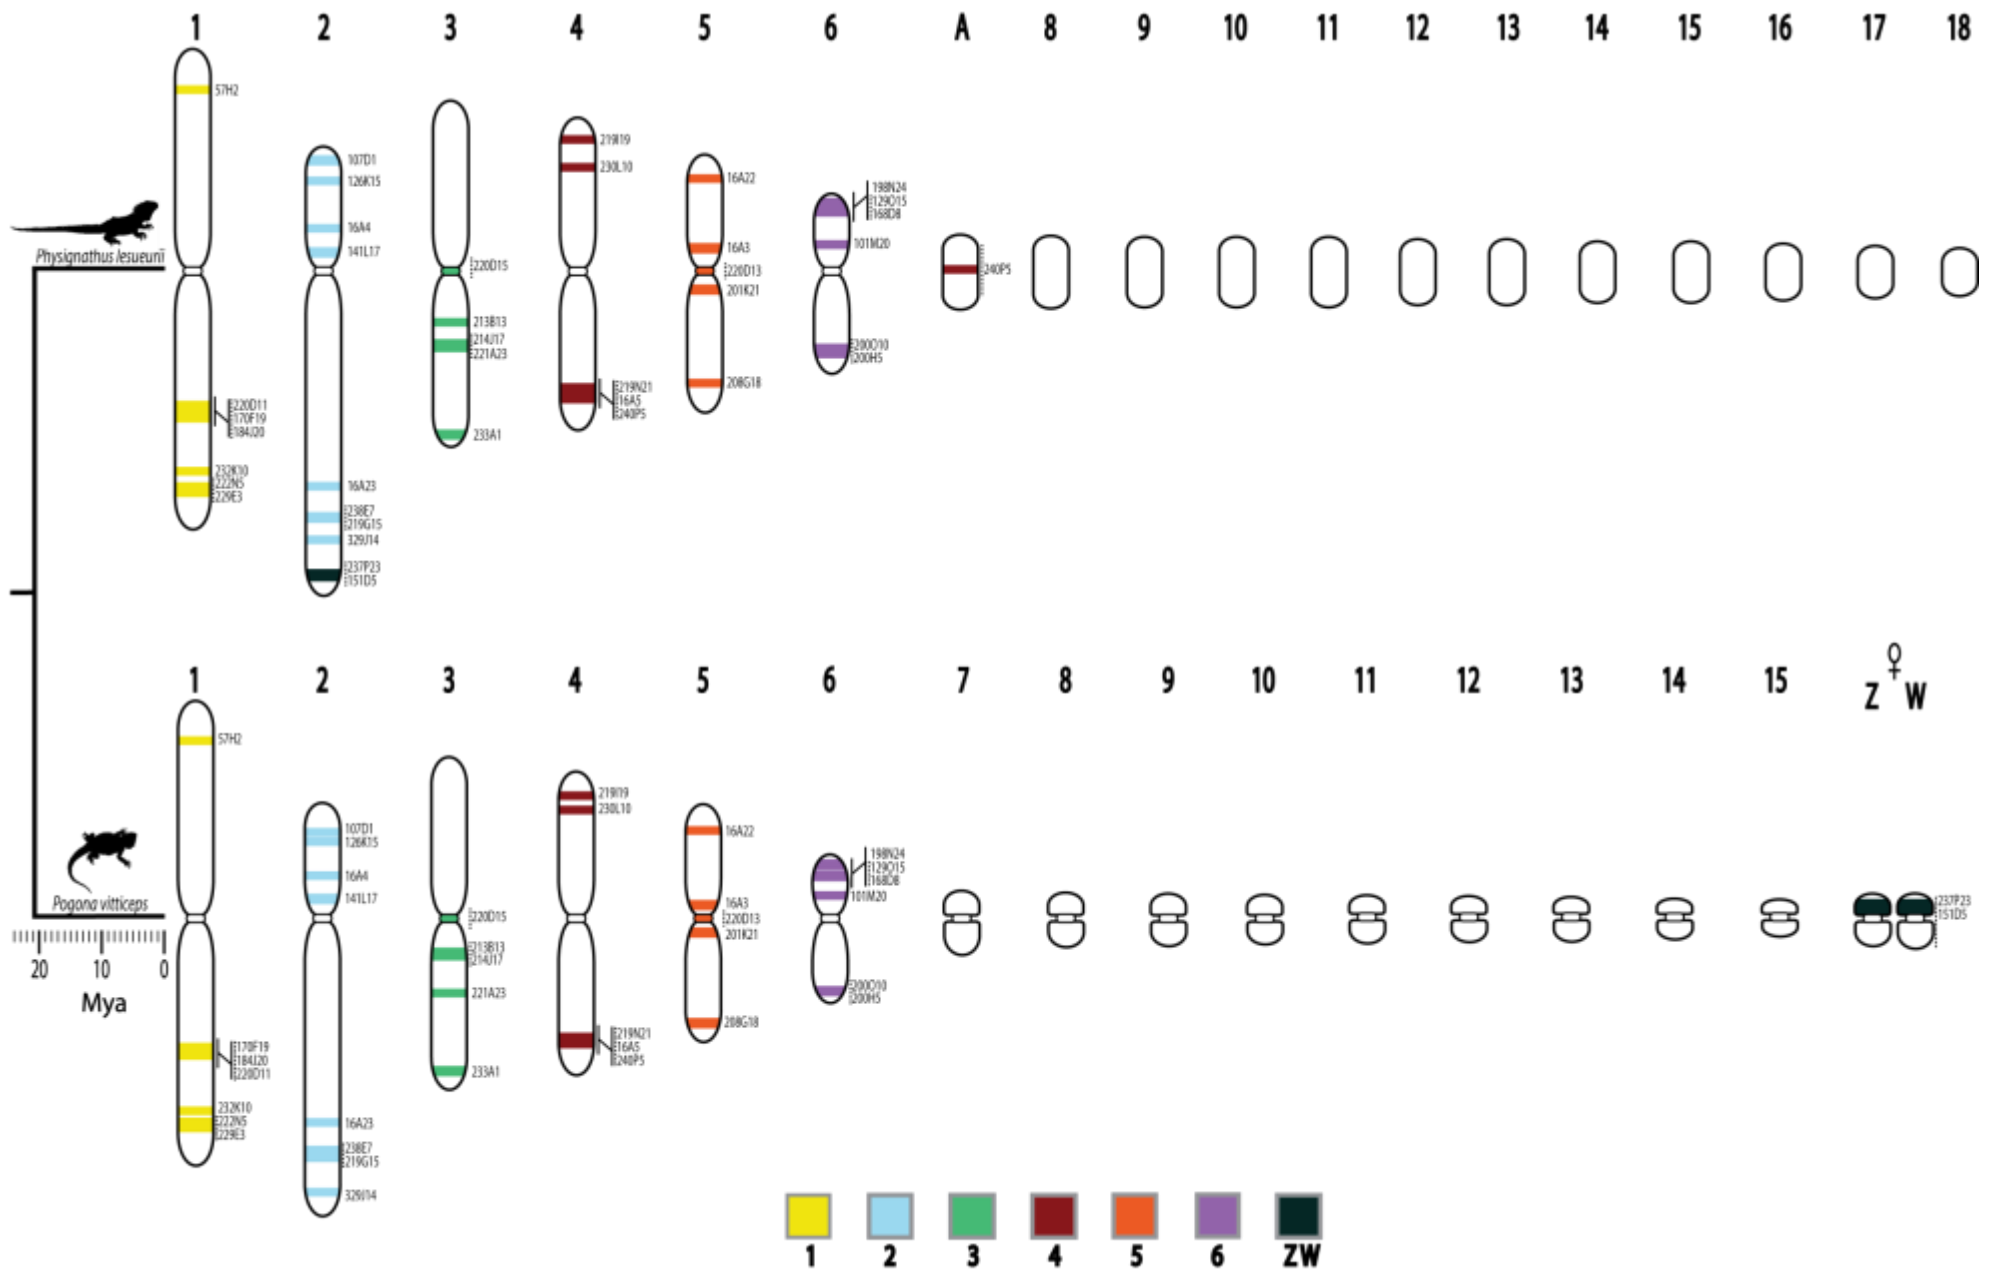 1 2 3 4 5 6 A 8 9 10 11 12 13 14 15 16 17 18
57H2
107D1
126K15
16A4
141L17
220D15
219I19
230L10
16A22
16A3
220D13
201K21
198N24
129O15
168D8
101M20
240P5
Physignathus lesueurii
220D11
170F19
184J20
232K10
222N5
229E3
16A23
238E7
219G15
329J14
237P23
151D5
213B13
214J17
221A23
233A1
219N21
16A5
240P5
208G18
200O10
200H5
1 2 3 4 5 6 7 8 9 10 11 12 13 14 15 ♀
Z W
57H2
107D1
126K15
16A4
141L17
220D15
219I19
230L10
16A22
16A3
220D13
201K21
198N24
129O15
168D8
101M20
237P23
151D5
Pogona vitticeps
20 10 0
Mya
170F19
184J20
220D11
232K10
222N5
229E3
16A23
238E7
219G15
329J14
213B13
214J17
221A23
233A1
219N21
16A5
240P5
208G18
200O10
200H5
1 2 3 4 5 6 ZW